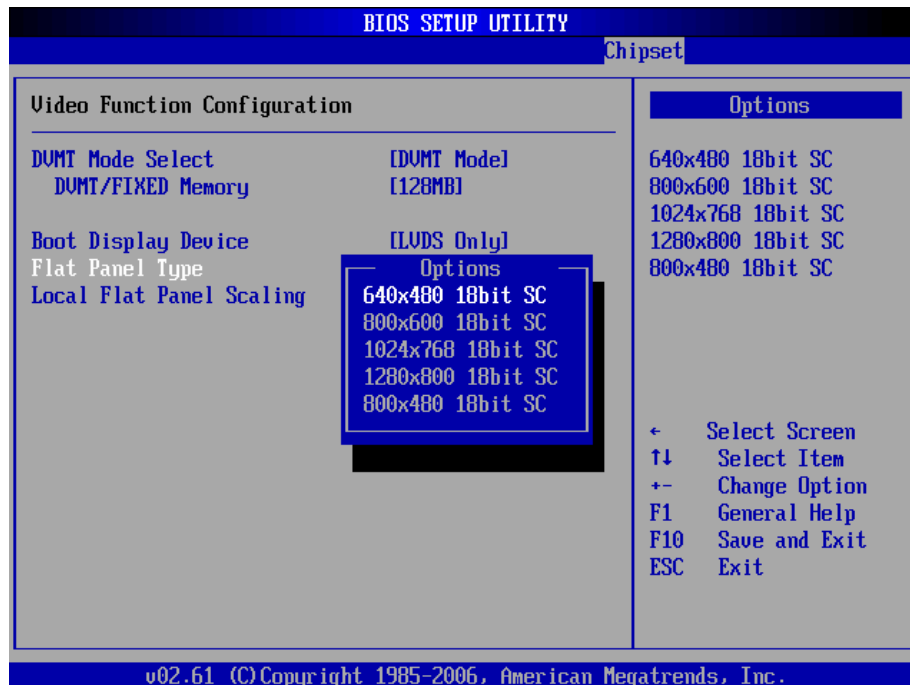 BIOS SETUP UTILITY
Chipset
Video Function Configuration
DVMT Mode Select [DVMT Mode]
DVMT/FIXED Memory [128MB]
Boot Display Device [LVDS Only]
Flat Panel Type
Local Flat Panel Scaling
Options
640x480 18bit SC
800x600 18bit SC
1024x768 18bit SC
1280x800 18bit SC
800x480 18bit SC
Options
640x480 18bit SC
800x600 18bit SC
1024x768 18bit SC
1280x800 18bit SC
800x480 18bit SC
← Select Screen
↑↓ Select Item
+- Change Option
F1 General Help
F10 Save and Exit
ESC Exit
v02.61 (C)Copyright 1985-2006, American Megatrends, Inc.